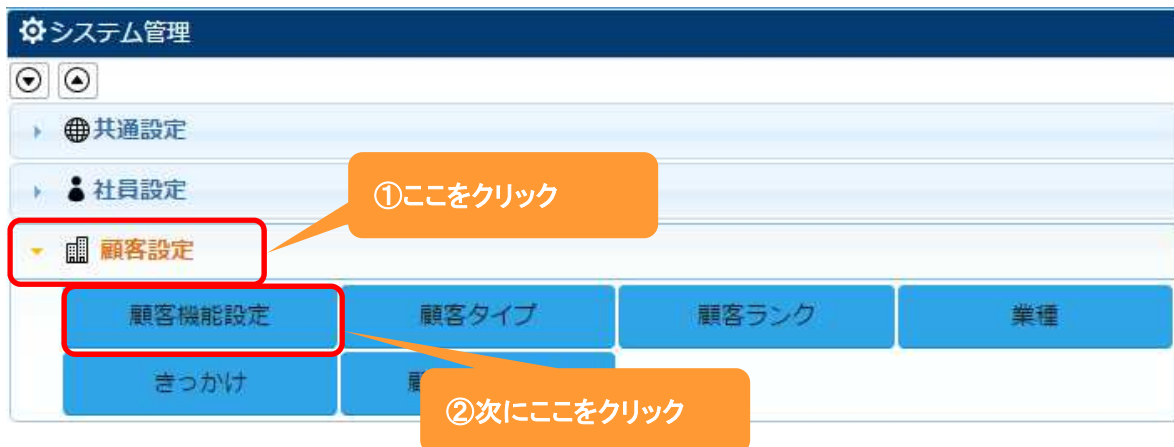 システム管理
共通設定
社員設定
①ここをクリック
顧客設定
顧客機能設定 顧客タイプ 顧客ランク 業種
きっかけ
②次にここをクリック